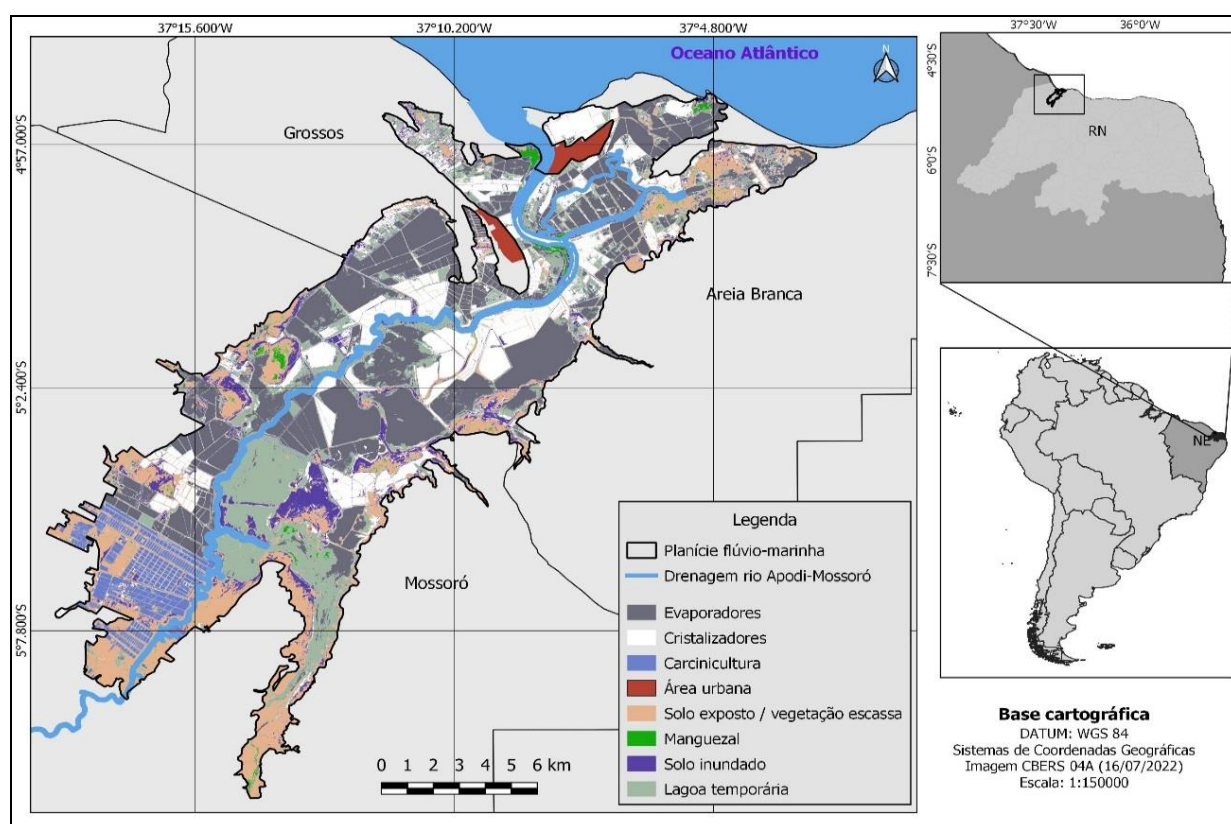 37°15.600'W
37°10.200'W
37°4.800'W
Oceano Atlântico
N
Grossos
4°57.000'S
Areia Branca
5°2.400'S
Mossoró
5°7.800'S
0 1 2 3 4 5 6 km
Legenda
Planície flúvio-marinha
Drenagem rio Apodi-Mossoró
Evaporadores
Cristalizadores
Carcinicultura
Área urbana
Solo exposto / vegetação escassa
Manguezal
Solo inundado
Lagoa temporária
37°30'W
36°0'W
4°30'S
6°0'S
7°30'S
RN
NE
Base cartográfica
DATUM: WGS 84
Sistemas de Coordenadas Geográficas
Imagem CBERS 04A (16/07/2022)
Escala: 1:150000